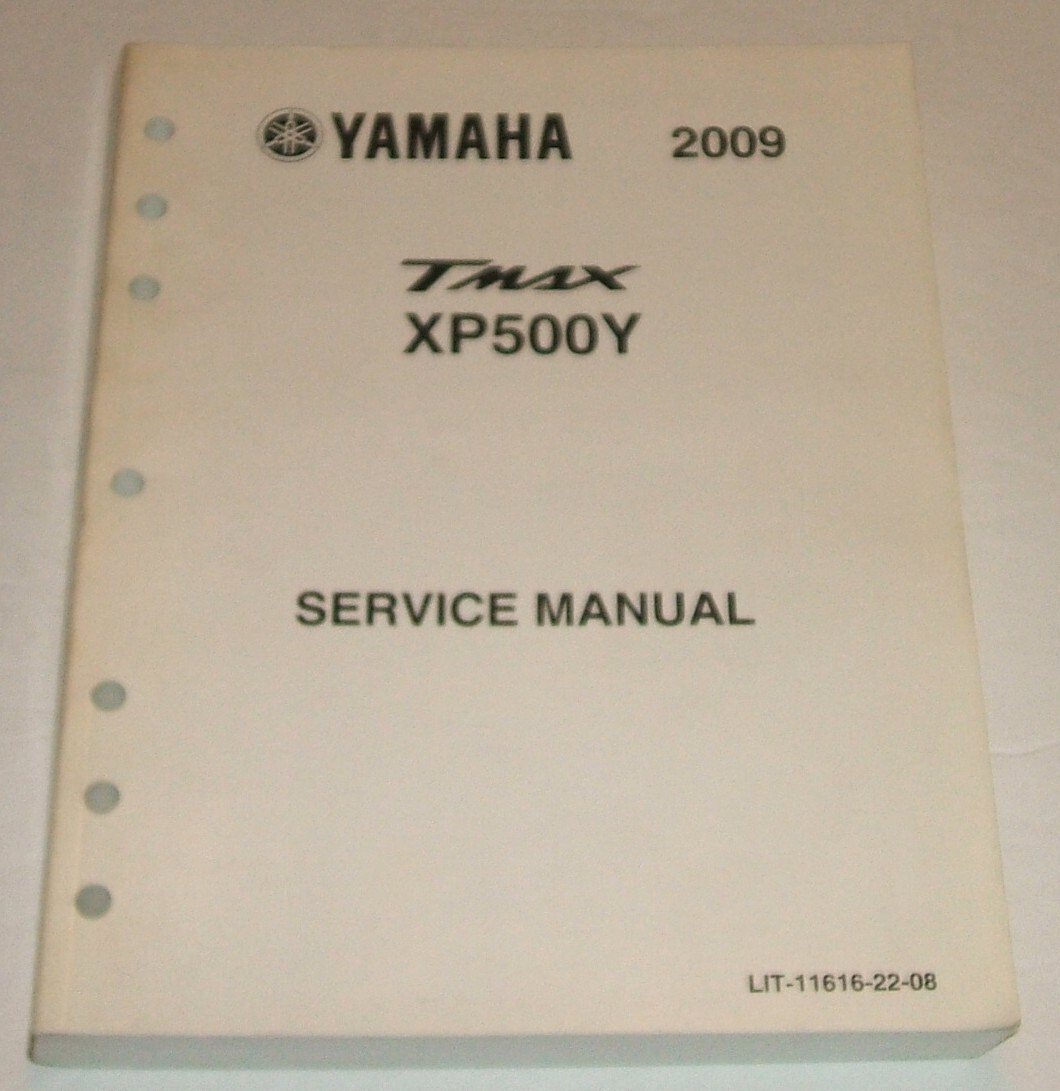 YAMAHA 2009
TMAX
XP500Y
SERVICE MANUAL
LIT-11616-22-08